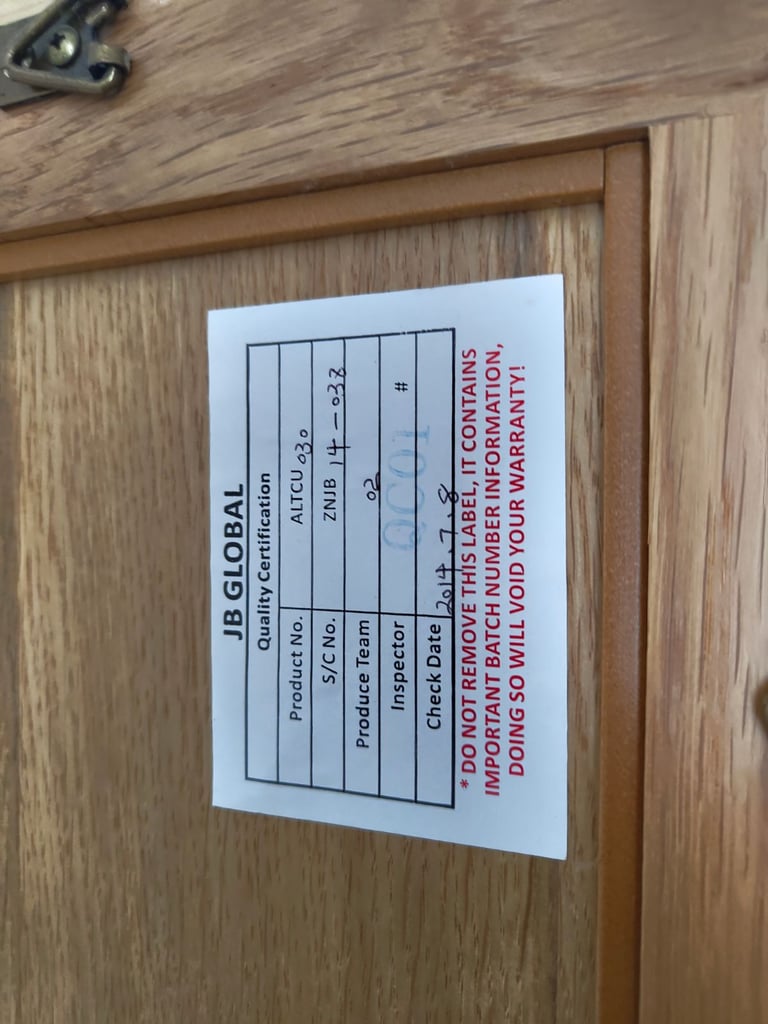 JB GLOBAL
Quality Certification
Product No. ALTCU 030
S/C No. ZNJB 14-038
Produce Team 02
Inspector QC01 #
Check Date 2014.7.8
* DO NOT REMOVE THIS LABEL, IT CONTAINS
IMPORTANT BATCH NUMBER INFORMATION,
DOING SO WILL VOID YOUR WARRANTY!